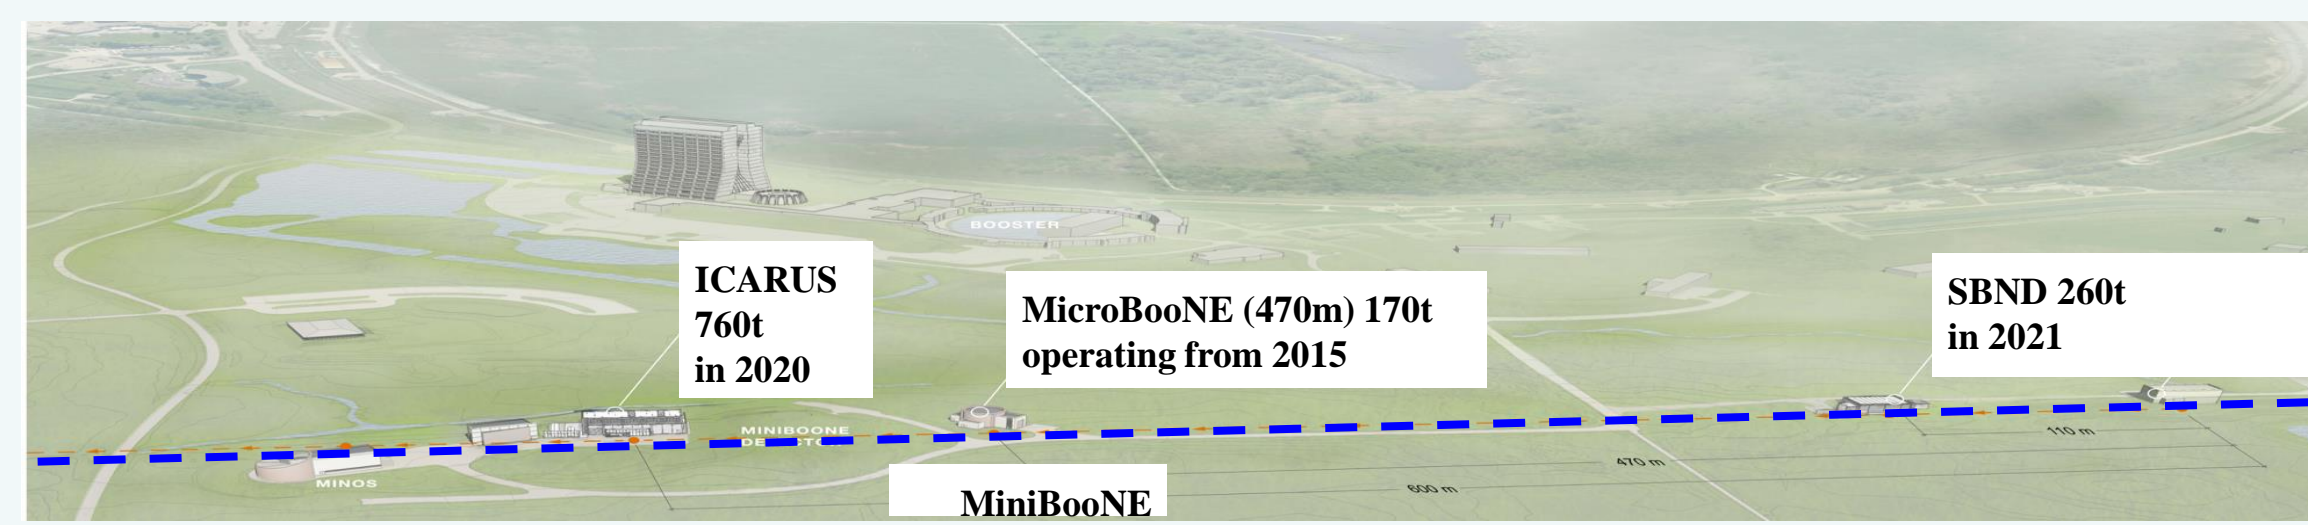 BOOSTER
ICARUS
760t
in 2020
MicroBooNE (470m) 170t
operating from 2015
SBND 260t
in 2021
MINIBOONE
110 m
470 m
MINOS
600 m
MiniBooNE